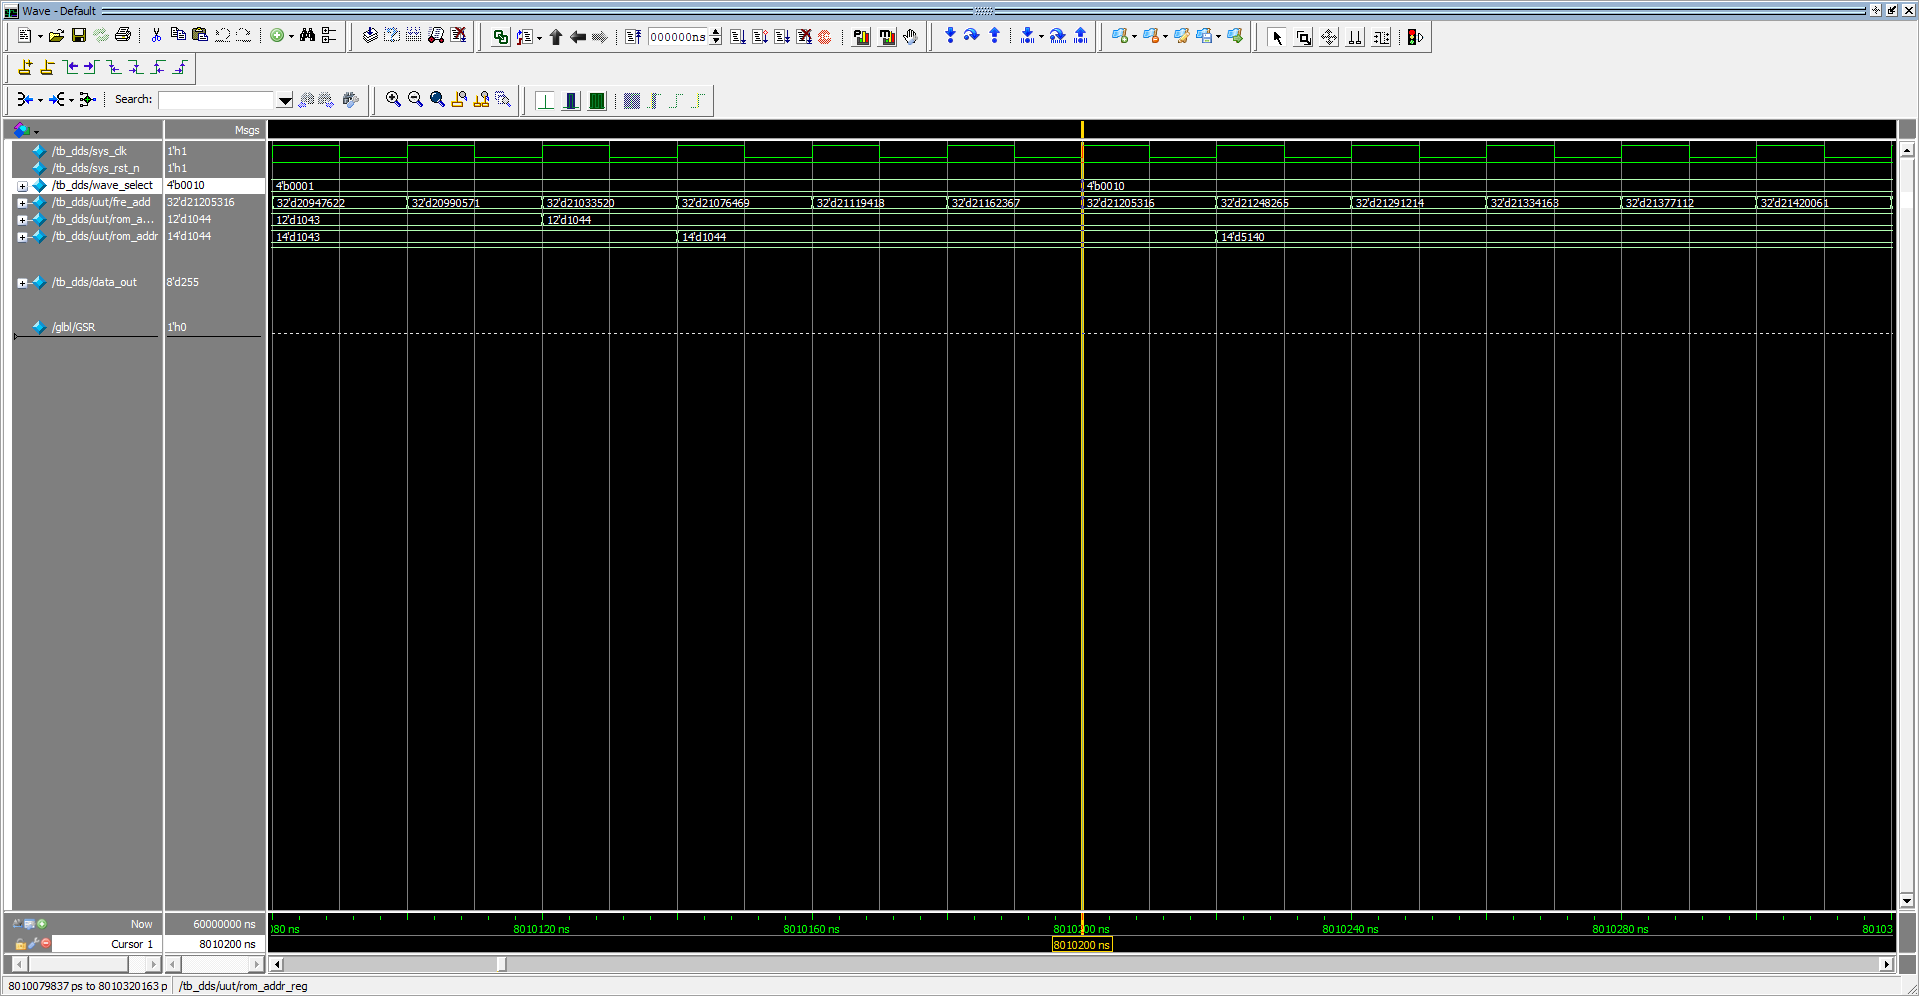 Wave - Default
000000ns
Search:
Msgs
/tb_dds/sys_clk 1'h1
/tb_dds/sys_rst_n 1'h1
/tb_dds/wave_select 4'b0010 4'b0001 4'b0010
/tb_dds/uut/fre_add 32'd21205316 32'd20947622 32'd20990571 32'd21033520 32'd21076469 32'd21119418 32'd21162367 32'd21205316 32'd21248265 32'd21291214 32'd21334163 32'd21377112 32'd21420061
/tb_dds/uut/rom_a... 12'd1044 12'd1043 12'd1044
/tb_dds/uut/rom_addr 14'd1044 14'd1043 14'd1044 14'd5140
/tb_dds/data_out 8'd255
/glbl/GSR 1'h0
Now 60000000 ns 080 ns 8010120 ns 8010160 ns 8010200 ns 8010240 ns 8010280 ns 80103
Cursor 1 8010200 ns 8010200 ns
8010079837 ps to 8010320163 p /tb_dds/uut/rom_addr_reg